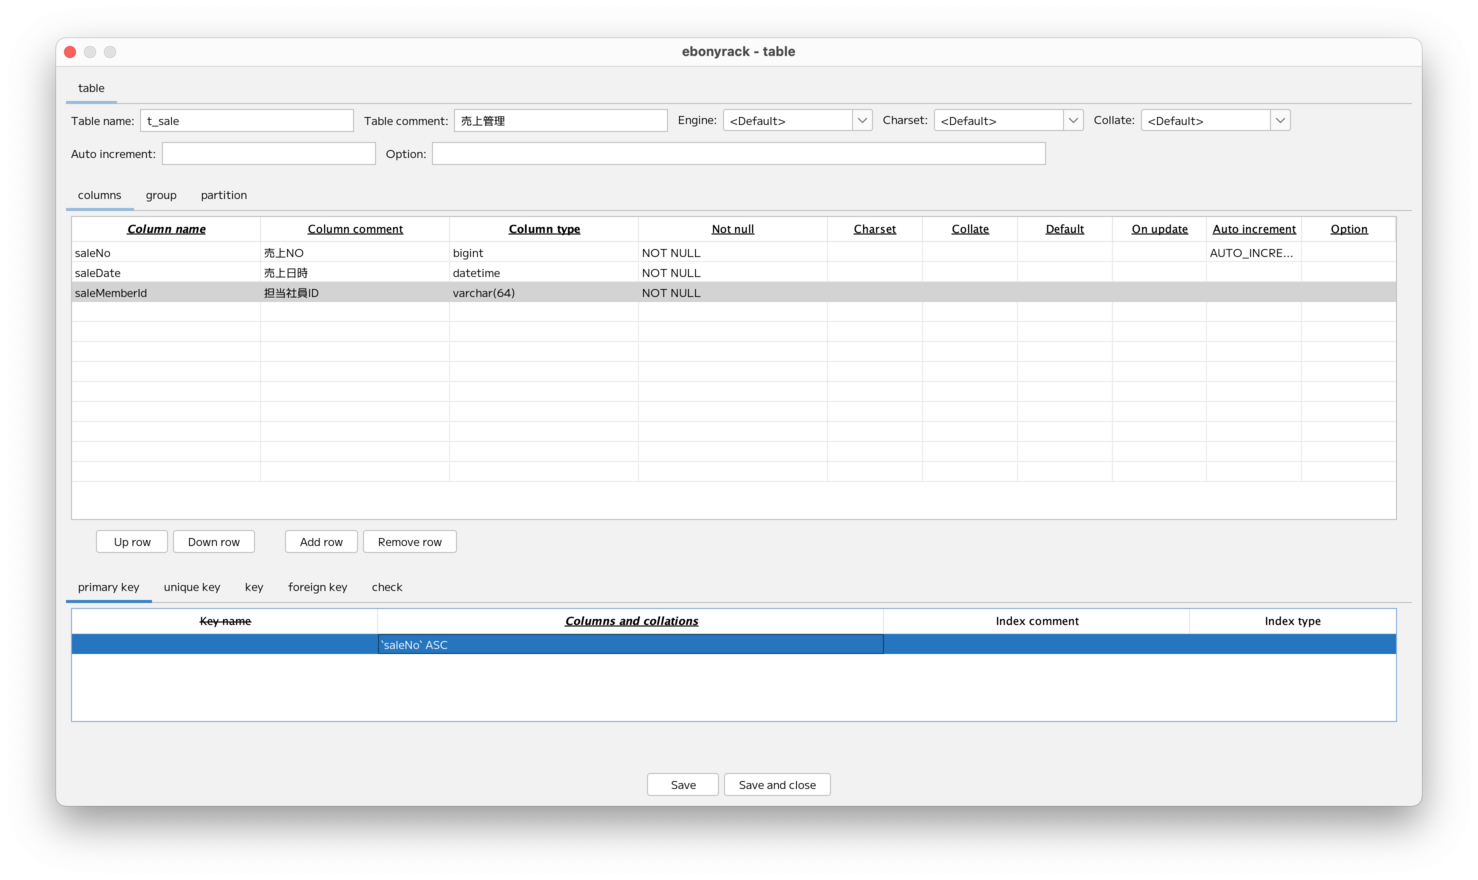 ebonyrack - table
table
Table name: t_sale Table comment: 売上管理 Engine: <Default> Charset: <Default> Collate: <Default>
Auto increment: Option:
columns group partition
Column name Column comment Column type Not null Charset Collate Default On update Auto increment Option
saleNo 売上NO bigint NOT NULL AUTO_INCRE...
saleDate 売上日時 datetime NOT NULL
saleMemberId 担当社員ID varchar(64) NOT NULL
Up row Down row Add row Remove row
primary key unique key key foreign key check
Key name Columns and collations Index comment Index type
`saleNo` ASC
Save Save and close